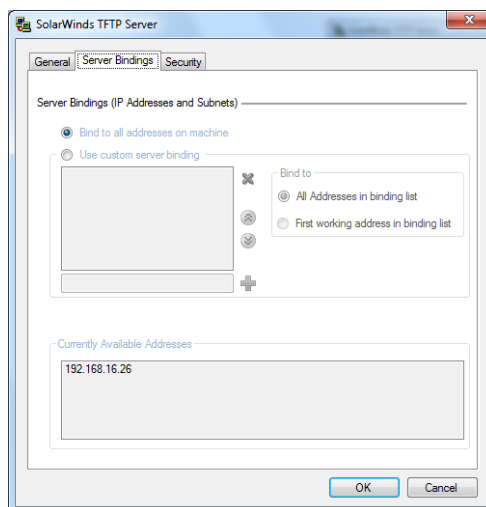 SolarWinds TFTP Server
General Server Bindings Security
Server Bindings (IP Addresses and Subnets)
Bind to all addresses on machine
Use custom server binding
Bind to
All Addresses in binding list
First working address in binding list
Currently Available Addresses
192.168.16.26
OK Cancel